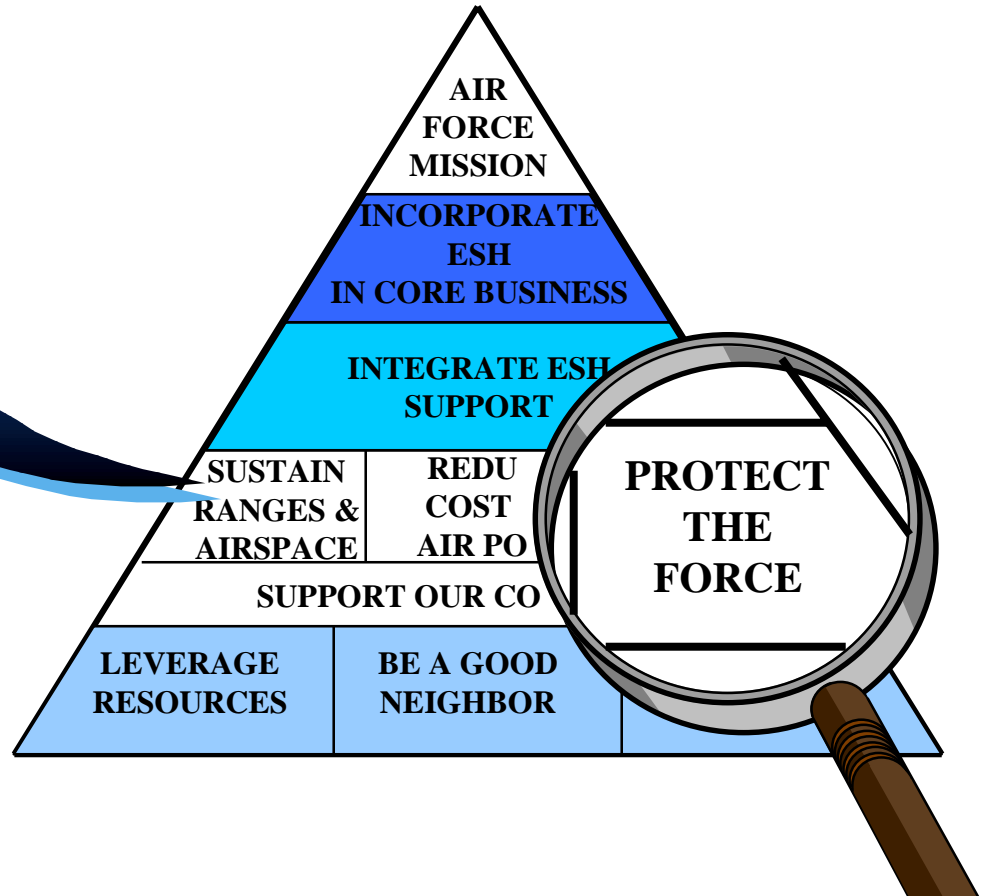 AIR
FORCE
MISSION
INCORPORATE
ESH
IN CORE BUSINESS
INTEGRATE ESH
SUPPORT
SUSTAIN
RANGES &
AIRSPACE
REDU
COST
AIR PO
PROTECT
THE
FORCE
SUPPORT OUR CO
LEVERAGE
RESOURCES
BE A GOOD
NEIGHBOR